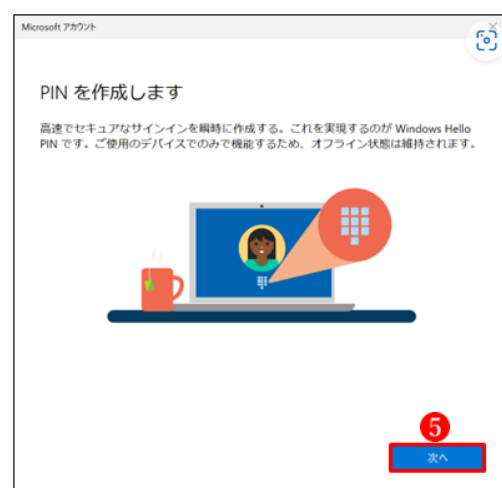 Microsoft アカウント
PIN を作成します
高速でセキュアなサインインを瞬時に作成する。これを実現するのが Windows Hello
PIN です。ご使用のデバイスでのみで機能するため、オフライン状態は維持されます。
5
次へ